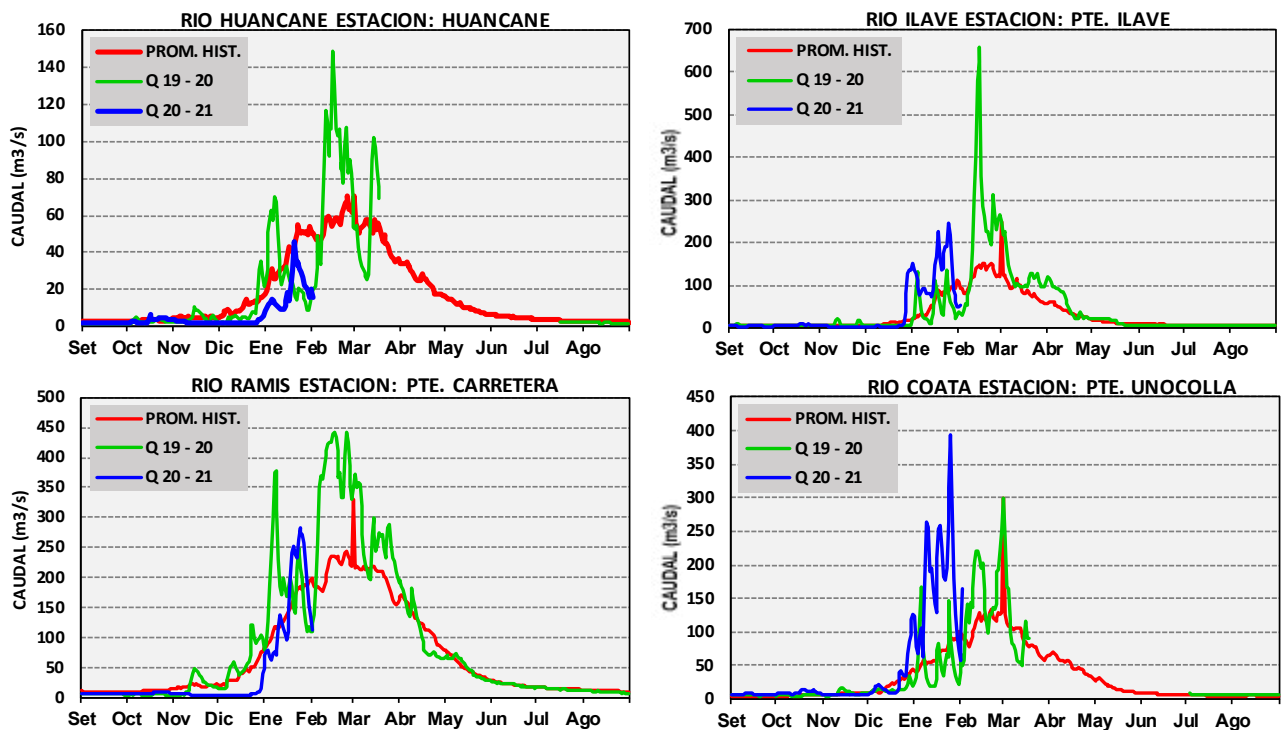 RIO HUANCANE ESTACION: HUANCANE
CAUDAL (m3/s)
160
140
120
100
80
60
40
20
0
PROM. HIST.
Q 19 - 20
Q 20 - 21
Set Oct Nov Dic Ene Feb Mar Abr May Jun Jul Ago
RIO ILAVE ESTACION: PTE. ILAVE
CAUDAL (m3/s)
700
600
500
400
300
200
100
0
PROM. HIST.
Q 19 - 20
Q 20 - 21
Set Oct Nov Dic Ene Feb Mar Abr May Jun Jul Ago
RIO RAMIS ESTACION: PTE. CARRETERA
CAUDAL (m3/s)
500
450
400
350
300
250
200
150
100
50
0
PROM. HIST.
Q 19 - 20
Q 20 - 21
Set Oct Nov Dic Ene Feb Mar Abr May Jun Jul Ago
RIO COATA ESTACION: PTE. UNOCOLLA
CAUDAL (m3/s)
450
400
350
300
250
200
150
100
50
0
PROM. HIST.
Q 19 - 20
Q 20 - 21
Set Oct Nov Dic Ene Feb Mar Abr May Jun Jul Ago